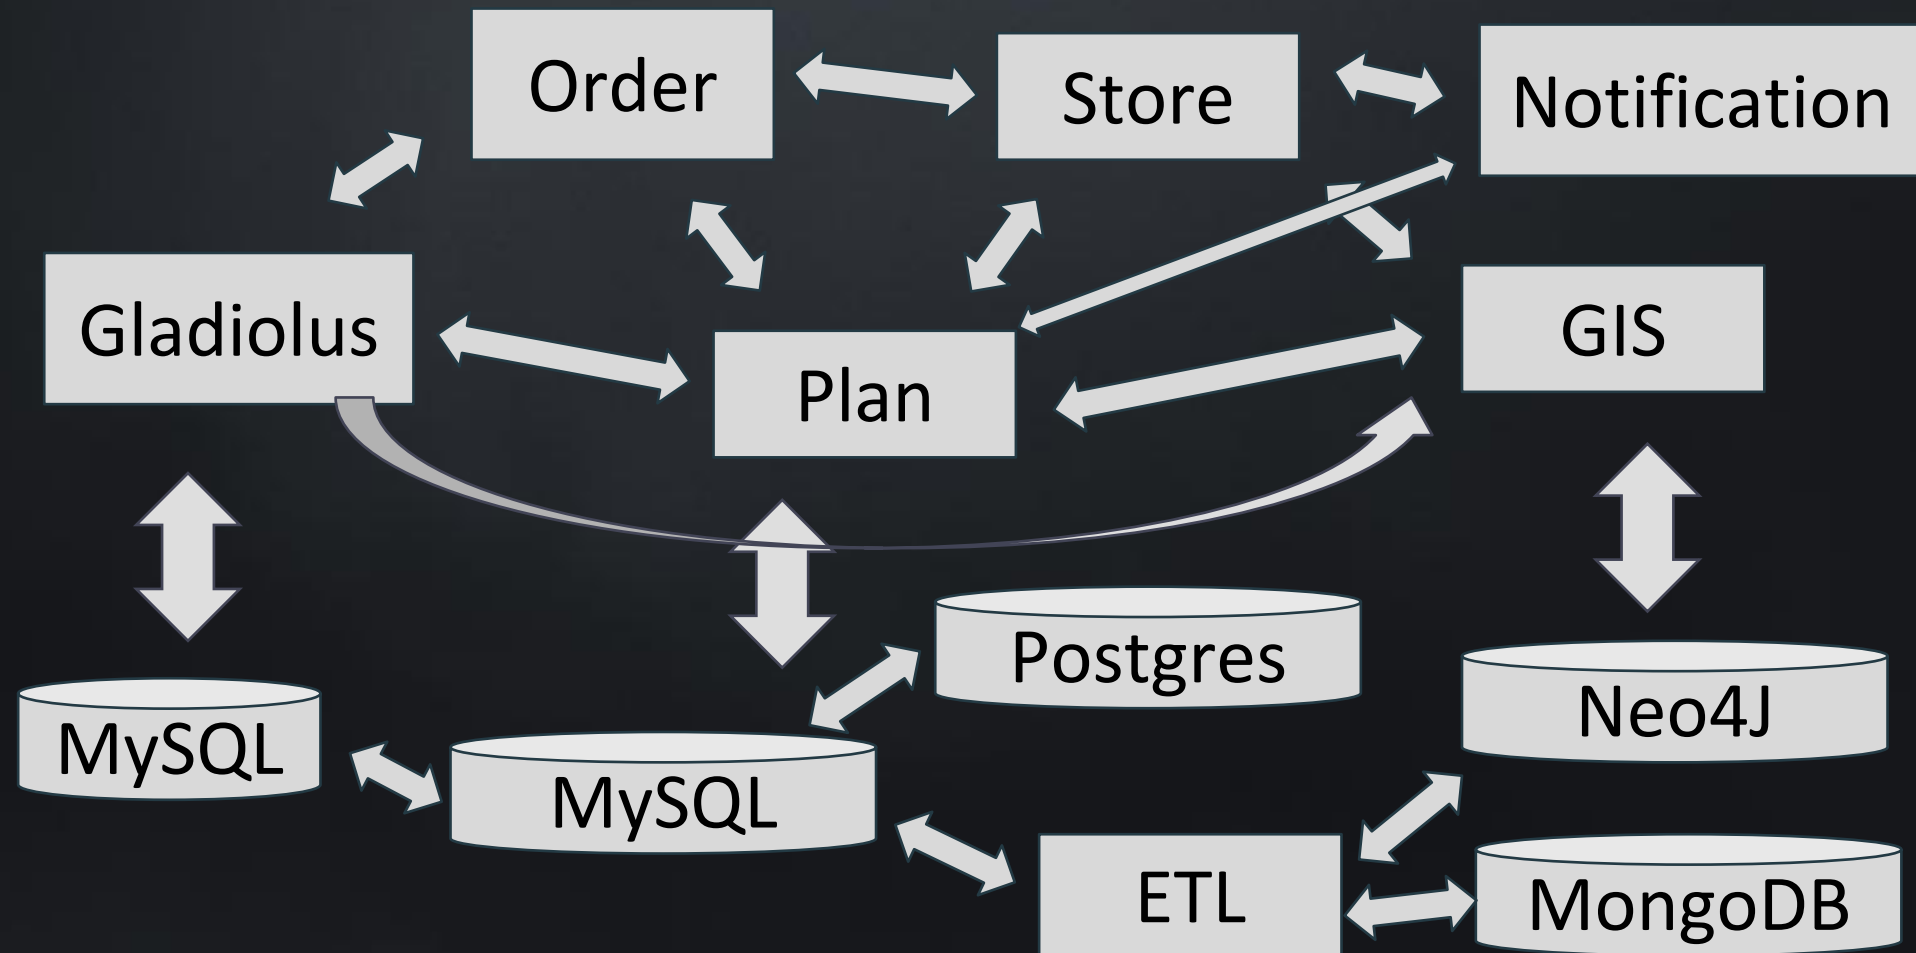 Order
Store
Notification
Gladiolus
Plan
GIS
Postgres
Neo4J
MySQL
MySQL
ETL
MongoDB